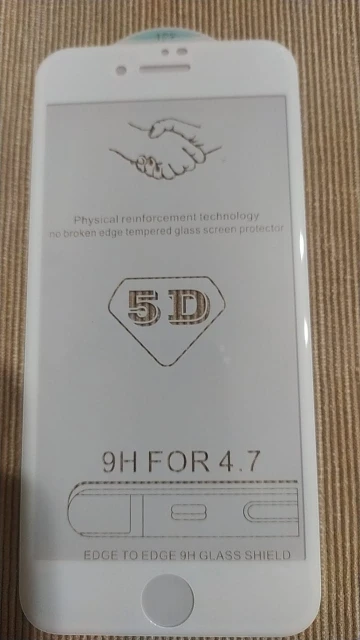 Physical reinforcement technology
no broken edge tempered glass screen protector
5D
9H FOR 4.7
EDGE TO EDGE 9H GLASS SHIELD